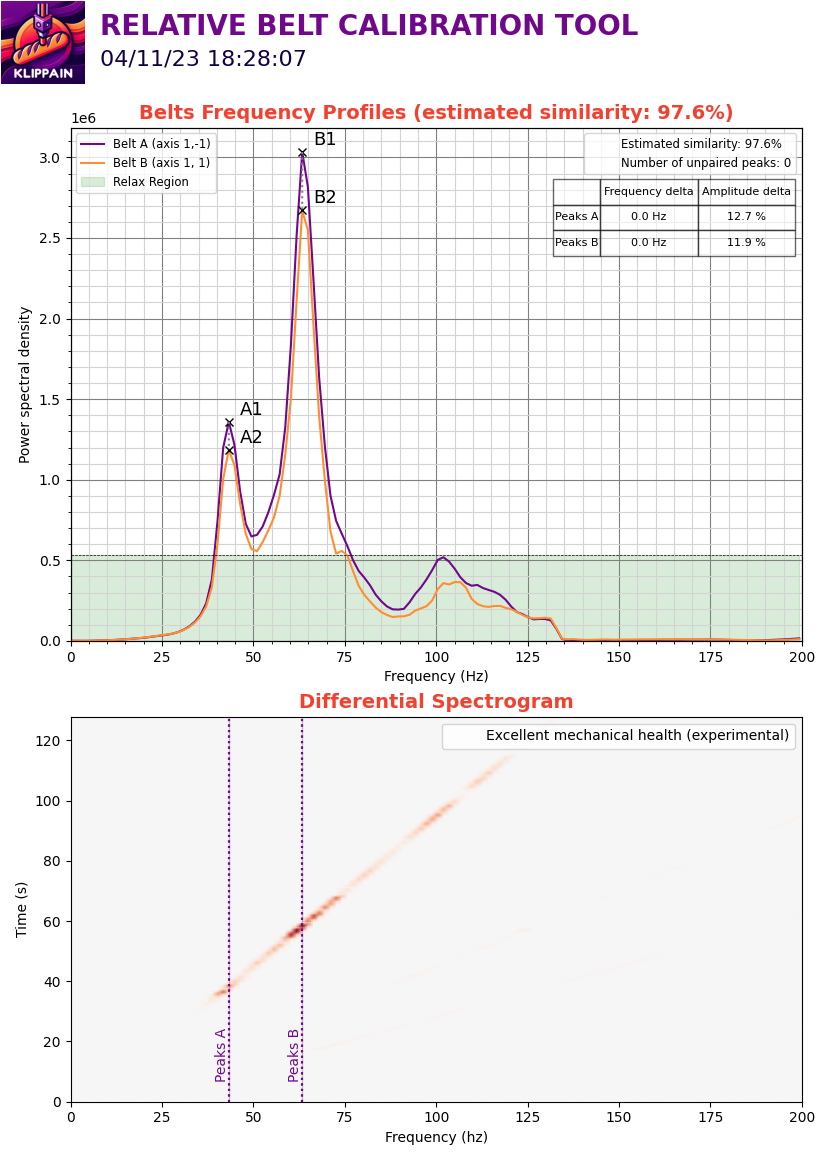 KLIPPAIN
RELATIVE BELT CALIBRATION TOOL
04/11/23 18:28:07
Belts Frequency Profiles (estimated similarity: 97.6%)
1e6
Belt A (axis 1,-1)
Belt B (axis 1, 1)
Relax Region
Estimated similarity: 97.6%
Number of unpaired peaks: 0
Frequency delta Amplitude delta
Peaks A 0.0 Hz 12.7 %
Peaks B 0.0 Hz 11.9 %
B1
B2
A1
A2
Power spectral density
3.0
2.5
2.0
1.5
1.0
0.5
0.0
0 25 50 75 100 125 150 175 200
Frequency (Hz)
Differential Spectrogram
Excellent mechanical health (experimental)
Time (s)
120
100
80
60
40
20
0
Peaks A
Peaks B
0 25 50 75 100 125 150 175 200
Frequency (hz)